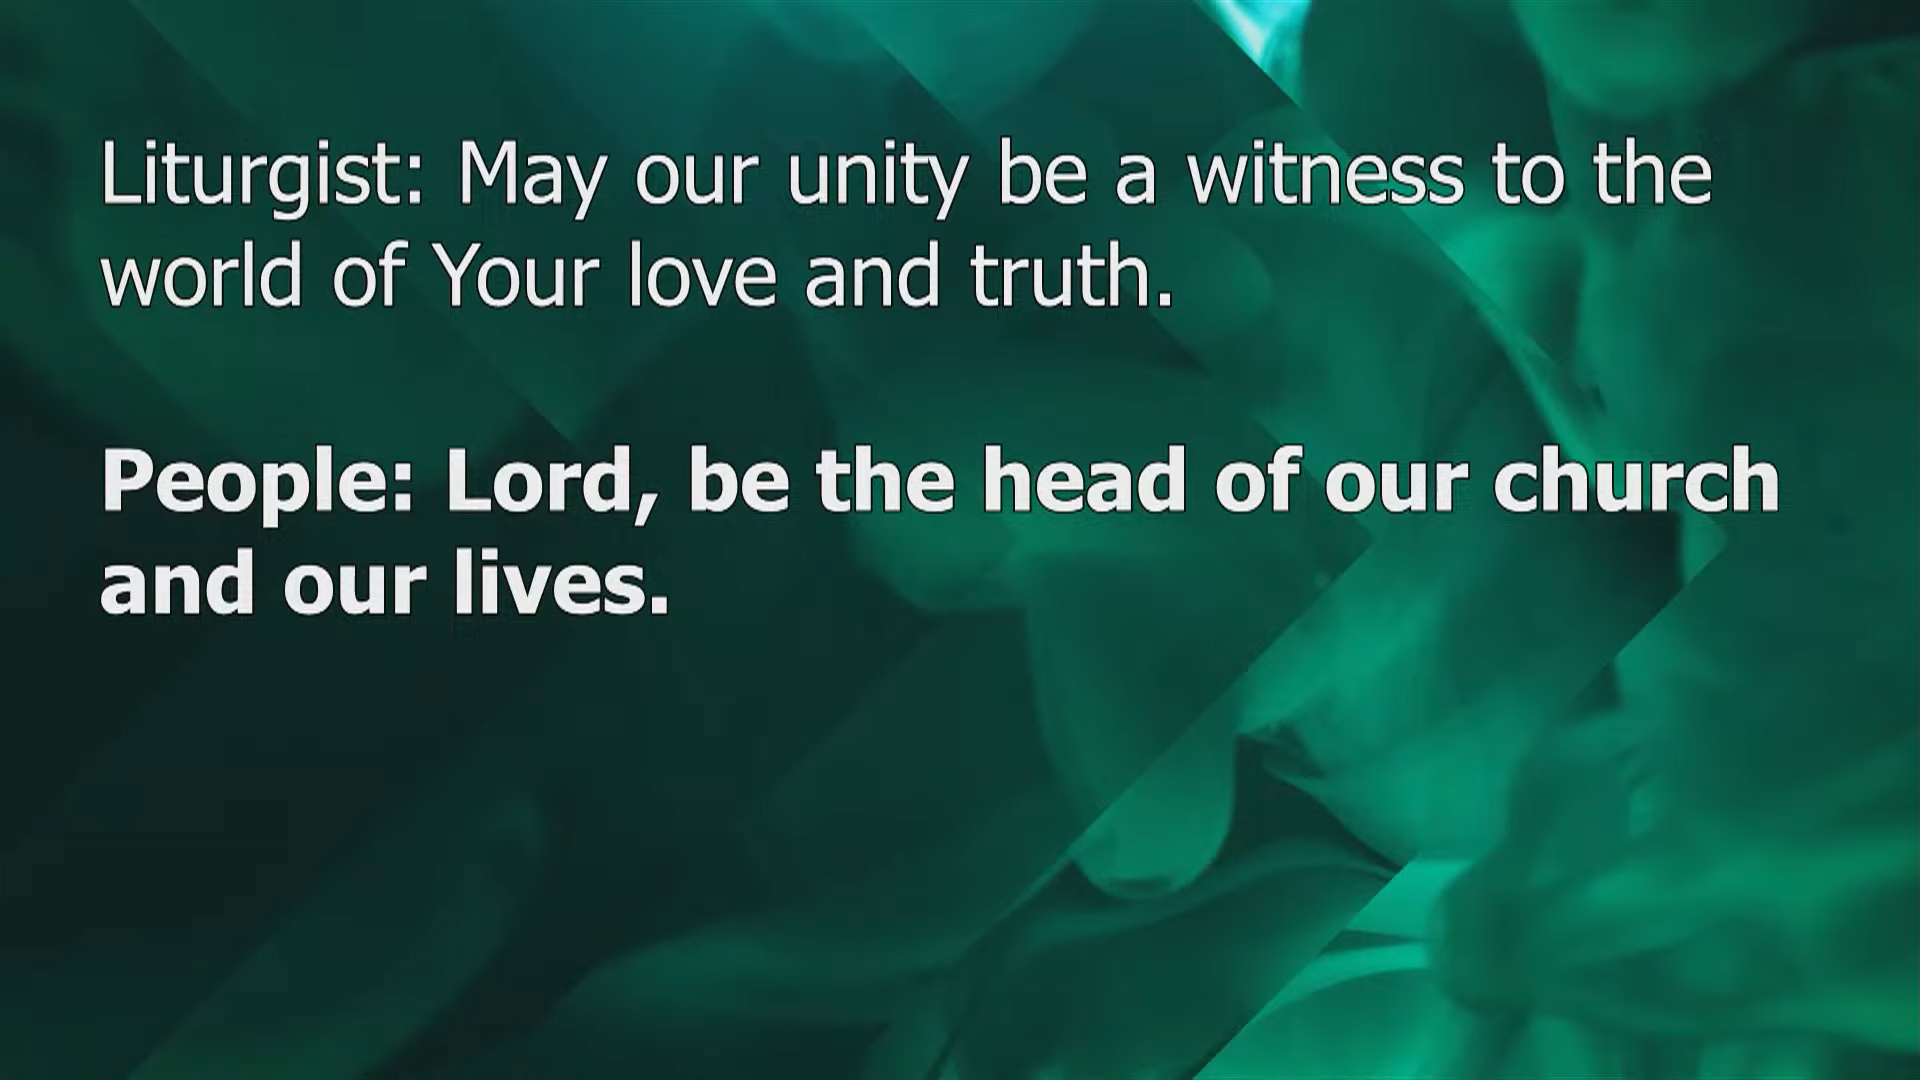 Liturgist: May our unity be a witness to the
world of Your love and truth.
People: Lord, be the head of our church
and our lives.